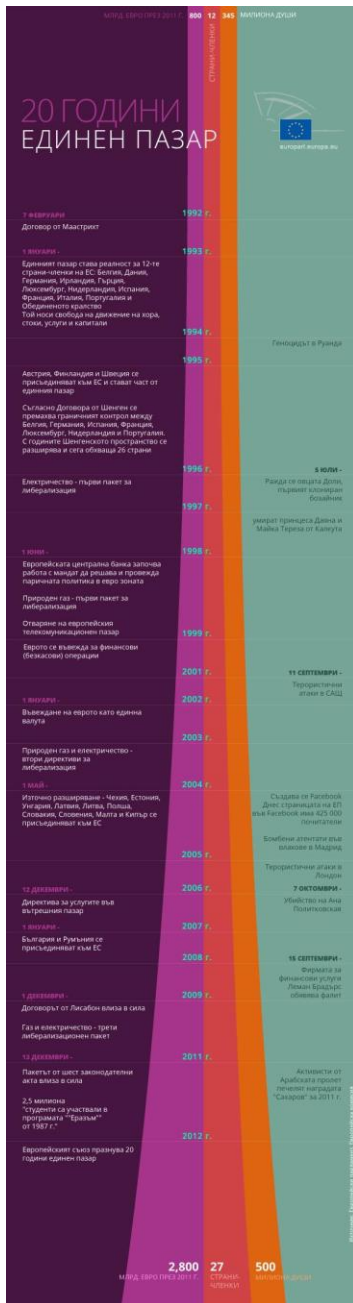 МЛРД. ЕВРО ПРЕЗ 2011 Г. 800 12 345 МИЛИОНА ДУШИ
СТРАНИ-ЧЛЕНКИ
20 ГОДИНИ
ЕДИНЕН ПАЗАР
europarl.europa.eu
7 ФЕВРУАРИ
1992 г.
Договор от Маастрихт
1 ЯНУАРИ -
1993 г.
Единният пазар става реалност за 12-те
страни-членки на ЕС: Белгия, Дания,
Германия, Ирландия, Гърция,
Люксембург, Нидерландия, Испания,
Франция, Италия, Португалия и
Обединеното кралство
Той носи свобода на движение на хора,
стоки, услуги и капитали
1994 г.
Геноцидът в Руанда
1995 г.
Австрия, Финландия и Швеция се
присъединяват към ЕС и стават част от
единния пазар
Съгласно Договора от Шенген се
премахва граничният контрол между
Белгия, Германия, Испания, Франция,
Люксембург, Нидерландия и Португалия.
С годините Шенгенското пространство се
разширява и сега обхваща 26 страни
1996 г.
5 ЮЛИ -
Електричество - първи пакет за
либерализация
Ражда се овцата Доли,
първият клониран
бозайник
1997 г.
умират принцеса Даяна и
Майка Тереза от Калкута
1 ЮНИ -
1998 г.
Европейската централна банка започва
работа с мандат да решава и провежда
паричната политика в евро зоната
Природен газ - първи пакет за
либерализация
Отваряне на европейския
телекомуникационен пазар
1999 г.
Еврото се въвежда за финансови
(безкасови) операции
2001 г.
11 СЕПТЕМВРИ -
Терористични
атаки в САЩ
1 ЯНУАРИ -
2002 г.
Въвеждане на еврото като единна
валута
2003 г.
Природен газ и електричество -
втори директиви за
либерализация
1 МАЙ -
2004 г.
Източно разширяване - Чехия, Естония,
Унгария, Латвия, Литва, Полша,
Словакия, Словения, Малта и Кипър се
присъединяват към ЕС
Създава се Facebook
Днес страницата на ЕП
във Facebook има 425 000
почитатели
Бомбени атентати във
влакове в Мадрид
2005 г.
Терористични атаки в
Лондон
12 ДЕКЕМВРИ -
2006 г.
7 ОКТОМВРИ -
Директива за услугите във
вътрешния пазар
Убийство на Ана
Политковская
1 ЯНУАРИ -
2007 г.
България и Румъния се
присъединяват към ЕС
2008 г.
15 СЕПТЕМВРИ -
Фирмата за
финансови услуги
Леман Брадърс
обявява фалит
1 ДЕКЕМВРИ -
2009 г.
Договорът от Лисабон влиза в сила
Газ и електричество - трети
либерализационен пакет
13 ДЕКЕМВРИ -
2011 г.
Пакетът от шест законодателни
акта влиза в сила
Активисти от
Арабската пролет
печелят наградата
"Сахаров" за 2011 г.
2,5 милиона
"студенти са участвали в
програмата ""Еразъм""
от 1987 г."
2012 г.
Европейският съюз празнува 20
години единен пазар
2,800 27 500
МЛРД. ЕВРО ПРЕЗ 2011 Г. СТРАНИ-
ЧЛЕНКИ МИЛИОНА ДУШИ